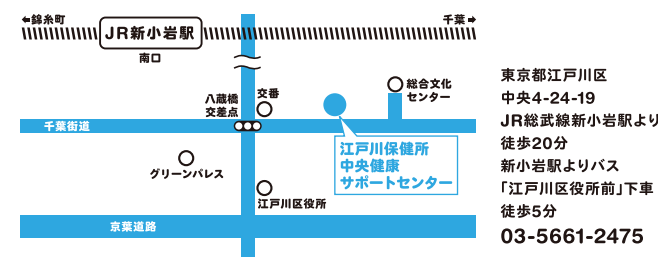 ←錦糸町
千葉→
JR新小岩駅
南口
総合文化
センター
八蔵橋
交差点
交番
千葉街道
江戸川保健所
中央健康
サポートセンター
グリーンパレス
江戸川区役所
京葉道路
東京都江戸川区
中央4-24-19
JR総武線新小岩駅より
徒歩20分
新小岩駅よりバス
「江戸川区役所前」下車
徒歩5分
03-5661-2475